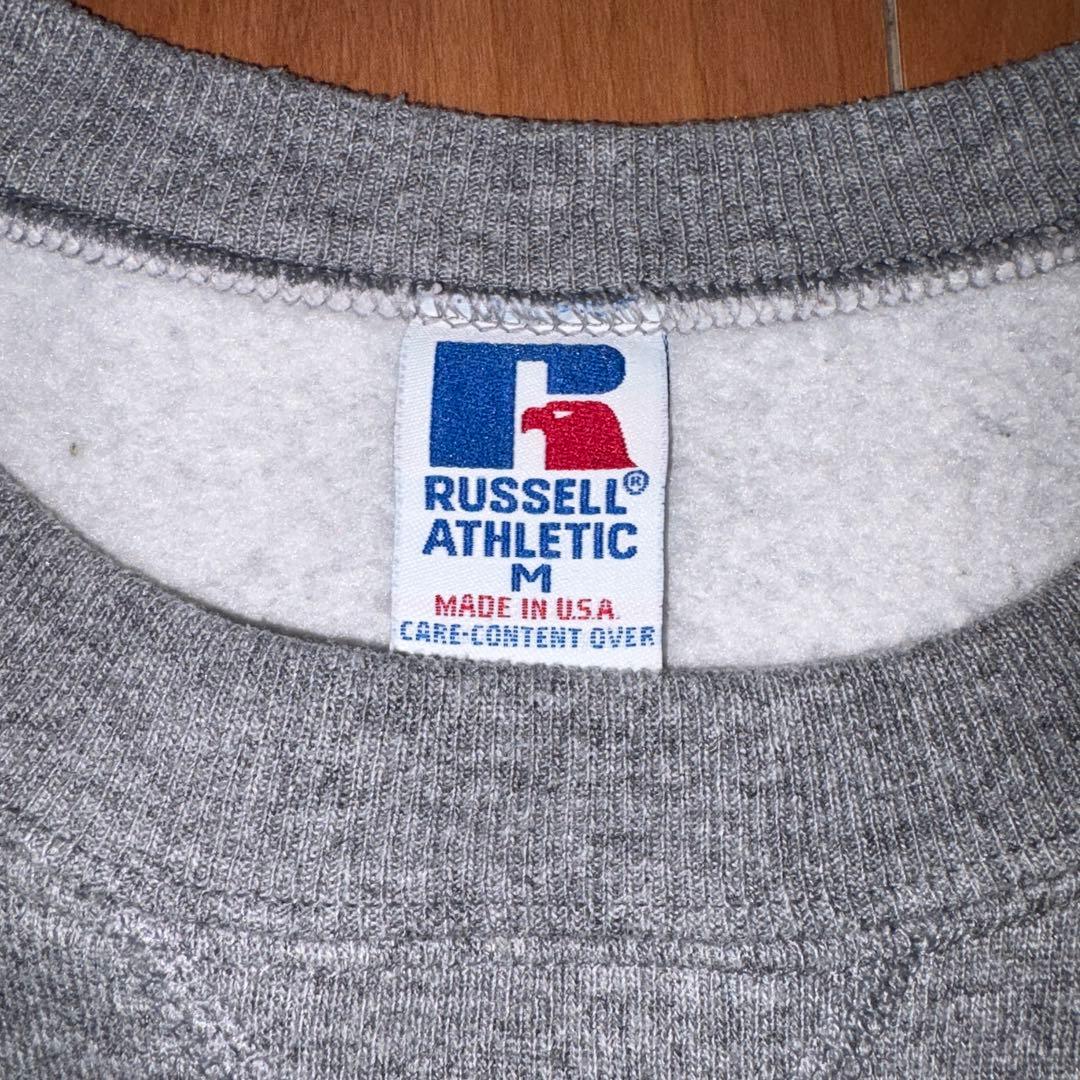 R
RUSSELL®
ATHLETIC
M
MADE IN U.S.A.
CARE-CONTENT OVER